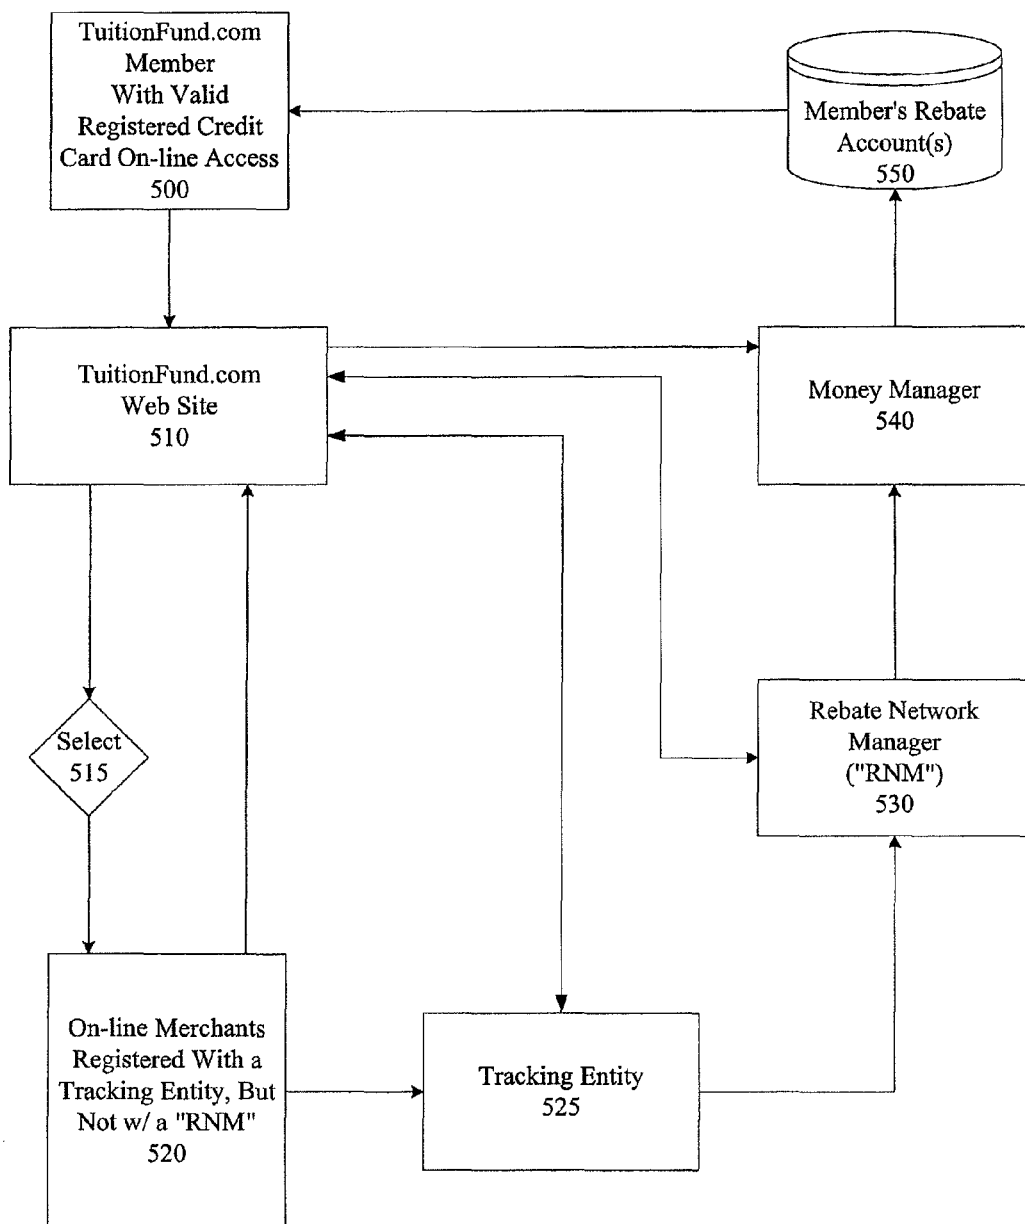 TuitionFund.com
Member
With Valid
Registered Credit
Card On-line Access
500
Member's Rebate
Account(s)
550
TuitionFund.com
Web Site
510
Money Manager
540
Select
515
Rebate Network
Manager
("RNM")
530
On-line Merchants
Registered With a
Tracking Entity, But
Not w/ a "RNM"
520
Tracking Entity
525